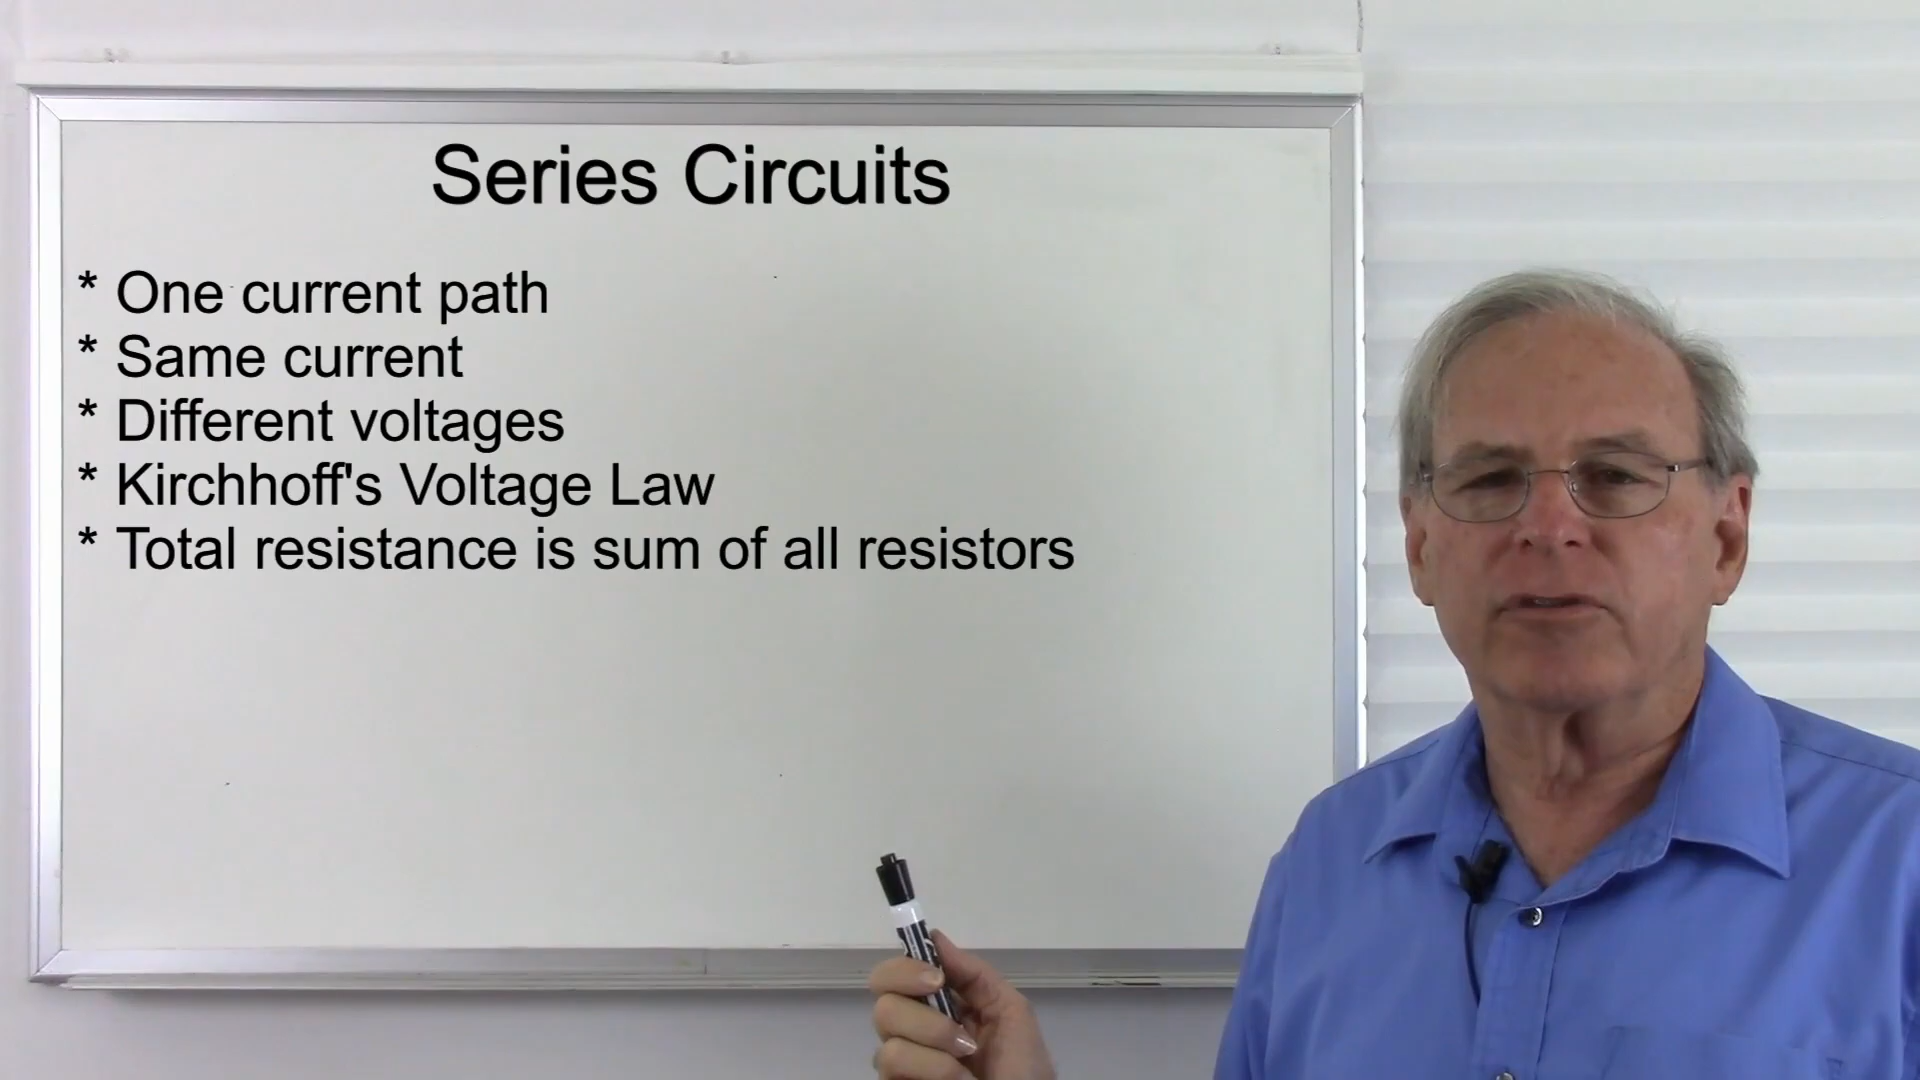 Series Circuits
* One current path
* Same current
* Different voltages
* Kirchhoff's Voltage Law
* Total resistance is sum of all resistors